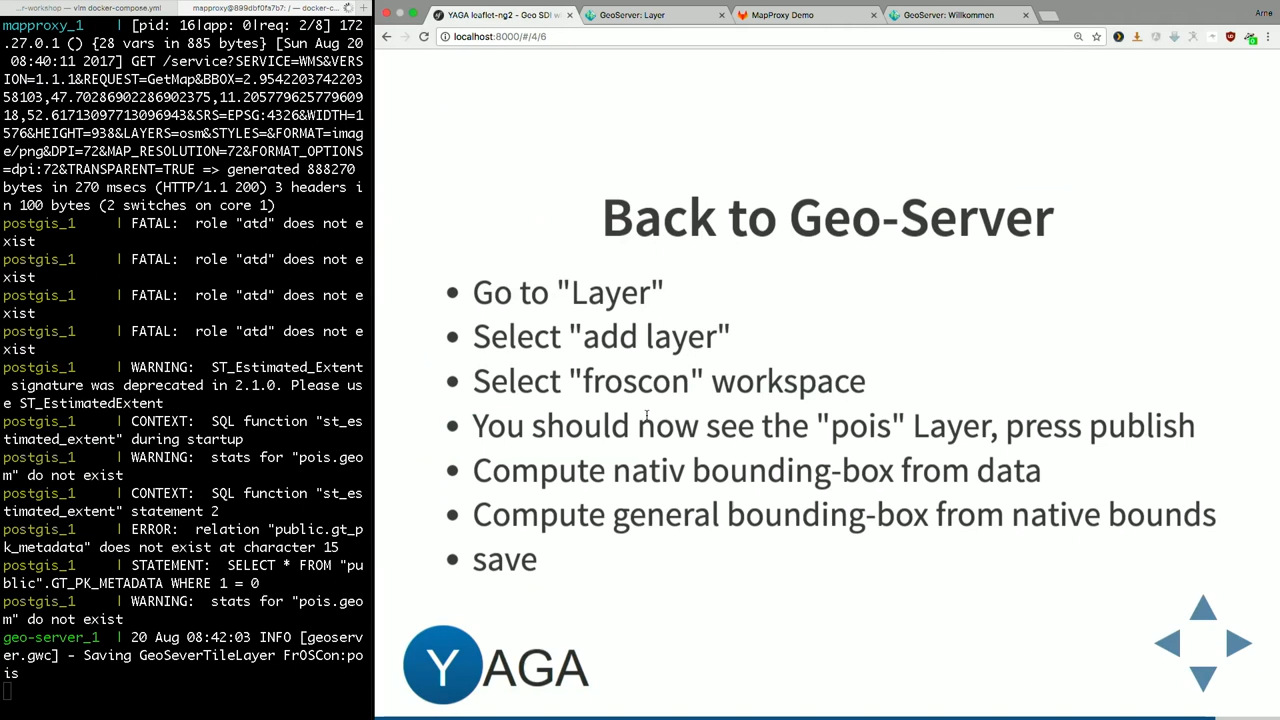 ..r-workshop — vim docker-compose.yml
mapproxy@899dbf0fa7b7: / — docker-c...
mapproxy_1     | [pid: 16|app: 0|req: 2/8] 172
.27.0.1 () {28 vars in 885 bytes} [Sun Aug 20
 08:40:11 2017] GET /service?SERVICE=WMS&VERS
ION=1.1.1&REQUEST=GetMap&BBOX=2.9542203742203
58103,47.70286902286902375,11.205779625779609
18,52.61713097713096943&SRS=EPSG:4326&WIDTH=1
576&HEIGHT=938&LAYERS=osm&STYLES=&FORMAT=imag
e/png&DPI=72&MAP_RESOLUTION=72&FORMAT_OPTIONS
=dpi:72&TRANSPARENT=TRUE => generated 888270
bytes in 270 msecs (HTTP/1.1 200) 3 headers i
n 100 bytes (2 switches on core 1)
postgis_1      | FATAL:  role "atd" does not e
xist
postgis_1      | FATAL:  role "atd" does not e
xist
postgis_1      | FATAL:  role "atd" does not e
xist
postgis_1      | FATAL:  role "atd" does not e
xist
postgis_1      | WARNING:  ST_Estimated_Extent
 signature was deprecated in 2.1.0. Please us
e ST_EstimatedExtent
postgis_1      | CONTEXT:  SQL function "st_es
timated_extent" during startup
postgis_1      | WARNING:  stats for "pois.geo
m" do not exist
postgis_1      | CONTEXT:  SQL function "st_es
timated_extent" statement 2
postgis_1      | ERROR:  relation "public.gt_p
k_metadata" does not exist at character 15
postgis_1      | STATEMENT:  SELECT * FROM "pu
blic".GT_PK_METADATA WHERE 1 = 0
postgis_1      | WARNING:  stats for "pois.geo
m" do not exist
geo-server_1   | 20 Aug 08:42:03 INFO [geoserv
er.gwc] - Saving GeoSeverTileLayer FrOSCon:po
is
YAGA leaflet-ng2 - Geo SDI w
GeoServer: Layer
MapProxy Demo
GeoServer: Willkommen
Arne
localhost:8000/#/4/6
Back to Geo-Server
• Go to "Layer"
• Select "add layer"
• Select "froscon" workspace
• You should now see the "pois" Layer, press publish
• Compute nativ bounding-box from data
• Compute general bounding-box from native bounds
• save
YAGA